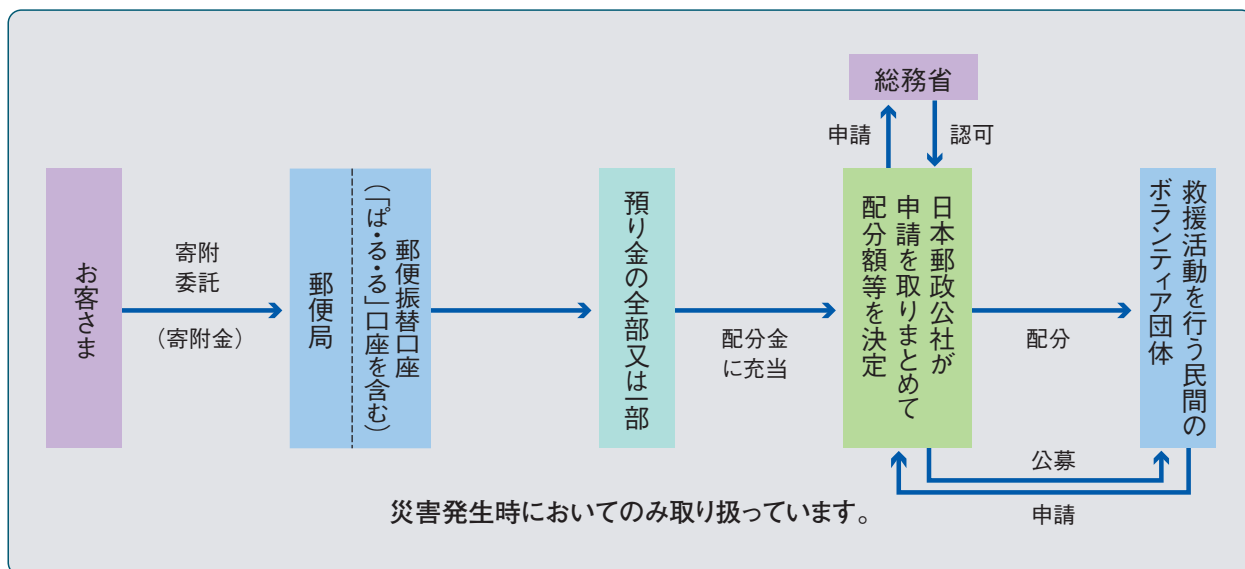 総務省
申請
認可
お客さま
寄附
委託
(寄附金)
郵便振替口座
(「ぱ・る・る」口座を含む)
郵便局
預り金の全部又は一部
配分金
に充当
日本郵政公社が
申請を取りまとめて
配分額等を決定
配分
救援活動を行う民間の
ボランティア団体
公募
申請
災害発生時においてのみ取り扱っています。